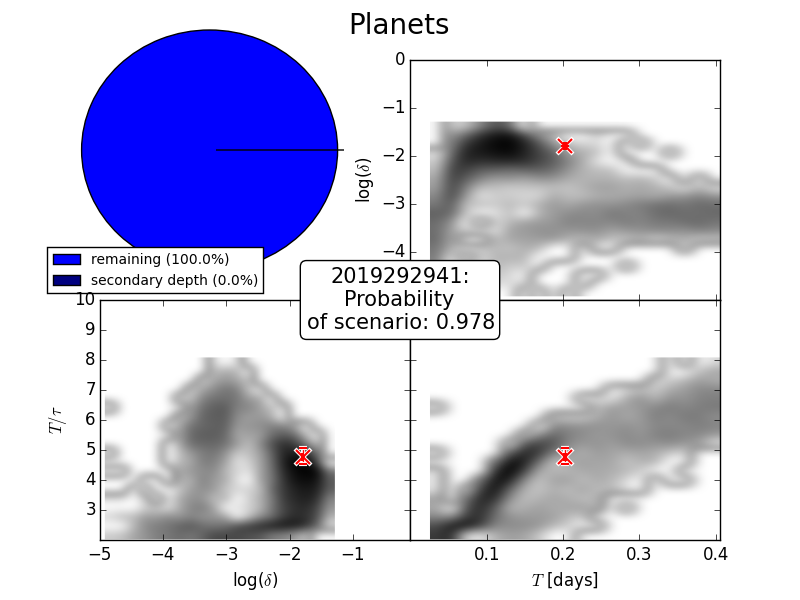 Planets
remaining (100.0%)
secondary depth (0.0%)
0
−1
−2
−3
−4
log(δ)
2019292941:
Probability
of scenario: 0.978
10
9
8
7
6
5
4
3
T/τ
−5
−4
−3
−2
−1
log(δ)
0.1
0.2
0.3
0.4
T [days]